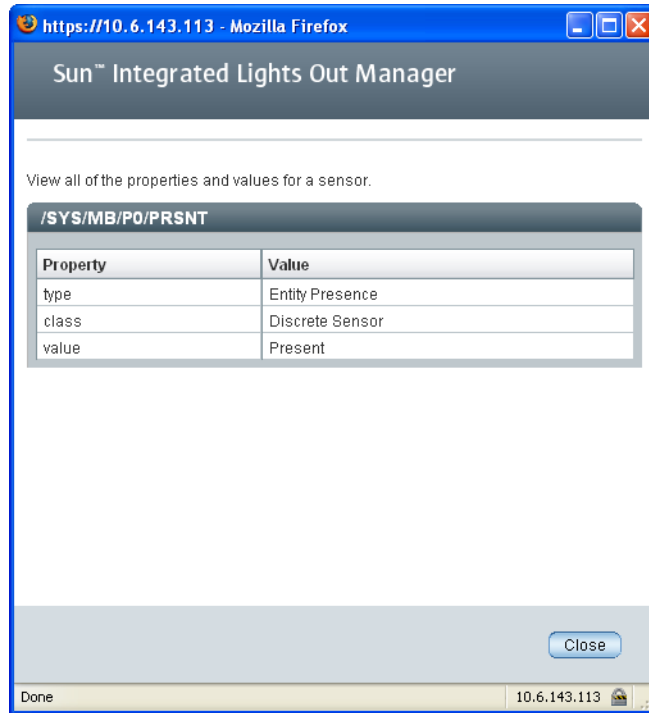 https://10.6.143.113 - Mozilla Firefox
Sun™ Integrated Lights Out Manager
View all of the properties and values for a sensor.
/SYS/MB/P0/PRSNT
Property Value
type Entity Presence
class Discrete Sensor
value Present
Close
Done 10.6.143.113